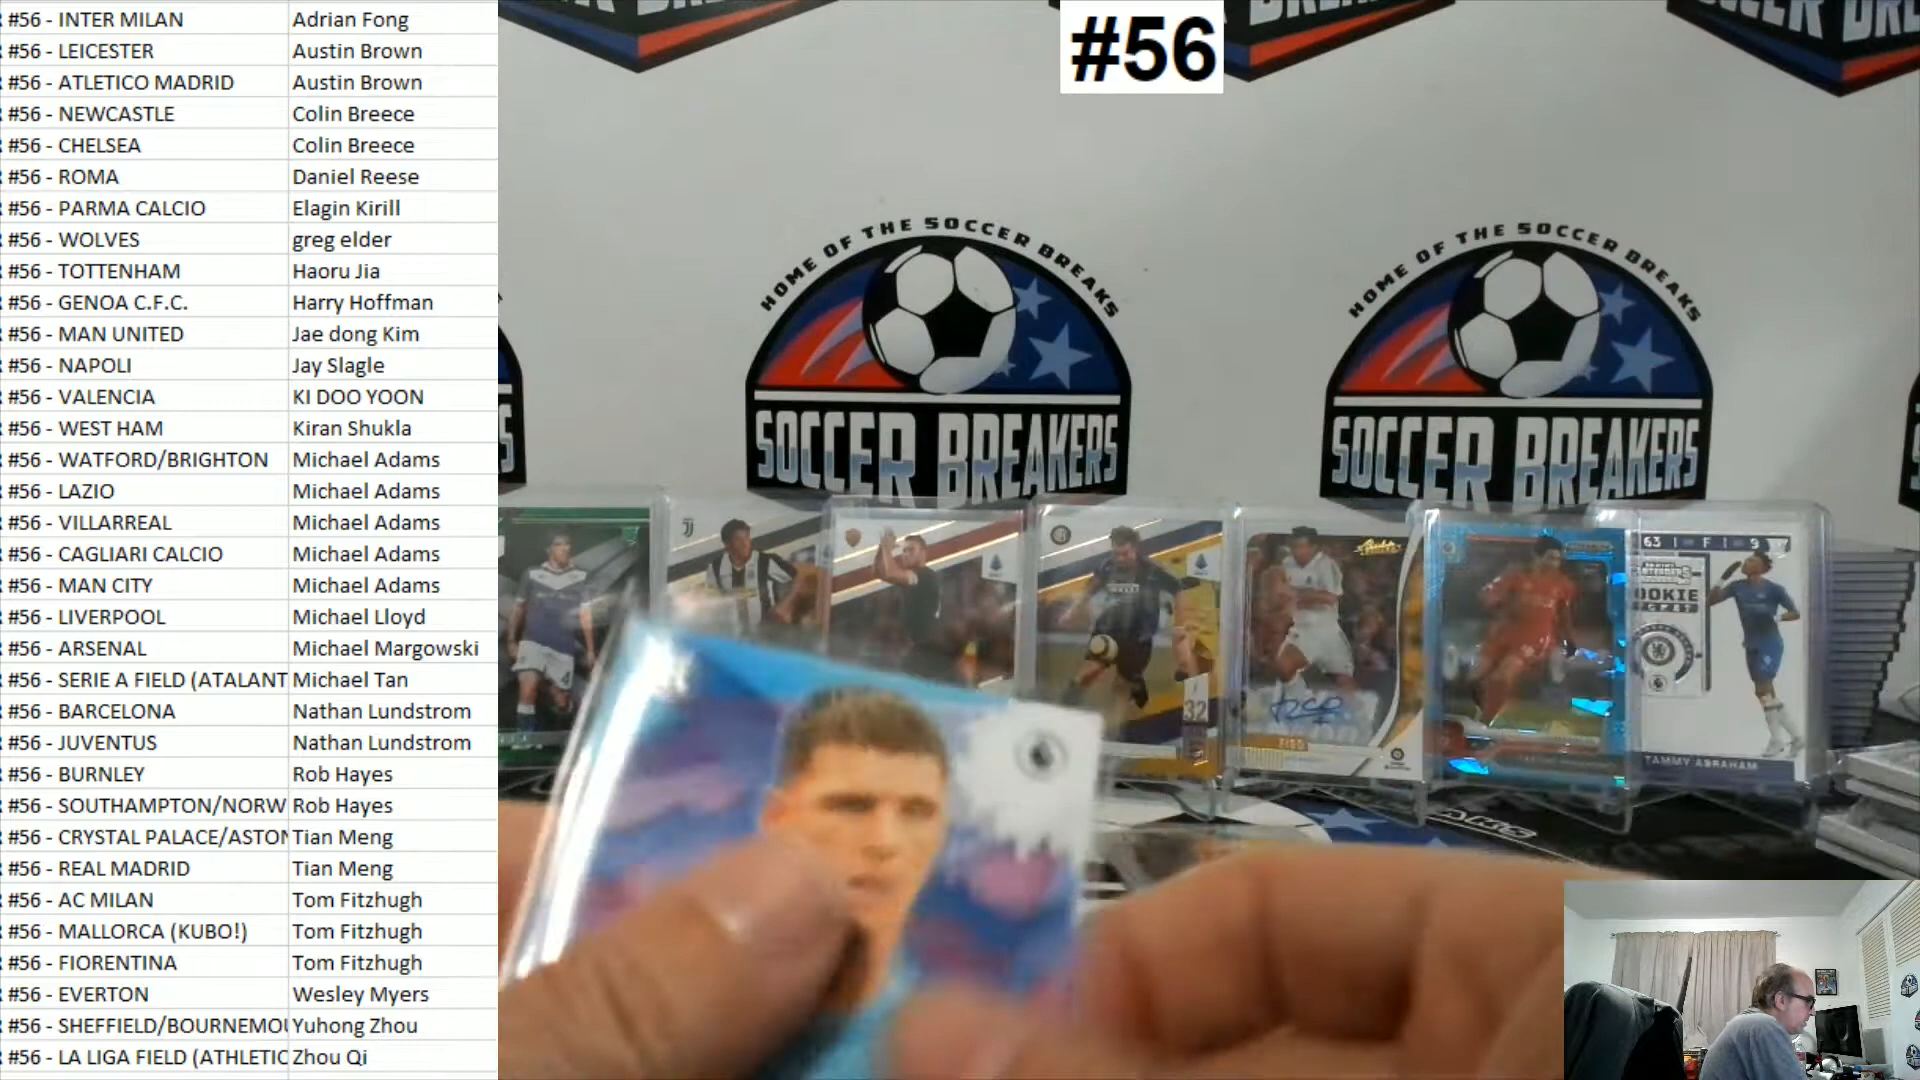 #56 - INTER MILAN Adrian Fong
#56 - LEICESTER Austin Brown
#56 - ATLETICO MADRID Austin Brown
#56 - NEWCASTLE Colin Breece
#56 - CHELSEA Colin Breece
#56 - ROMA Daniel Reese
#56 - PARMA CALCIO Elagin Kirill
#56 - WOLVES greg elder
#56 - TOTTENHAM Haoru Jia
#56 - GENOA C.F.C. Harry Hoffman
#56 - MAN UNITED Jae dong Kim
#56 - NAPOLI Jay Slagle
#56 - VALENCIA KI DOO YOON
#56 - WEST HAM Kiran Shukla
#56 - WATFORD/BRIGHTON Michael Adams
#56 - LAZIO Michael Adams
#56 - VILLARREAL Michael Adams
#56 - CAGLIARI CALCIO Michael Adams
#56 - MAN CITY Michael Adams
#56 - LIVERPOOL Michael Lloyd
#56 - ARSENAL Michael Margowski
#56 - SERIE A FIELD (ATALANT Michael Tan
#56 - BARCELONA Nathan Lundstrom
#56 - JUVENTUS Nathan Lundstrom
#56 - BURNLEY Rob Hayes
#56 - SOUTHAMPTON/NORW Rob Hayes
#56 - CRYSTAL PALACE/ASTON Tian Meng
#56 - REAL MADRID Tian Meng
#56 - AC MILAN Tom Fitzhugh
#56 - MALLORCA (KUBO!) Tom Fitzhugh
#56 - FIORENTINA Tom Fitzhugh
#56 - EVERTON Wesley Myers
#56 - SHEFFIELD/BOURNEMOU Yuhong Zhou
#56 - LA LIGA FIELD (ATHLETIC Zhou Qi
#56
HOME OF THE SOCCER BREAKS
SOCCER BREAKERS
HOME OF THE SOCCER BREAKS
SOCCER BREAKERS
32
FIGO
63 | - F | - 9
OOKIE
TAMMY ABRAHAM